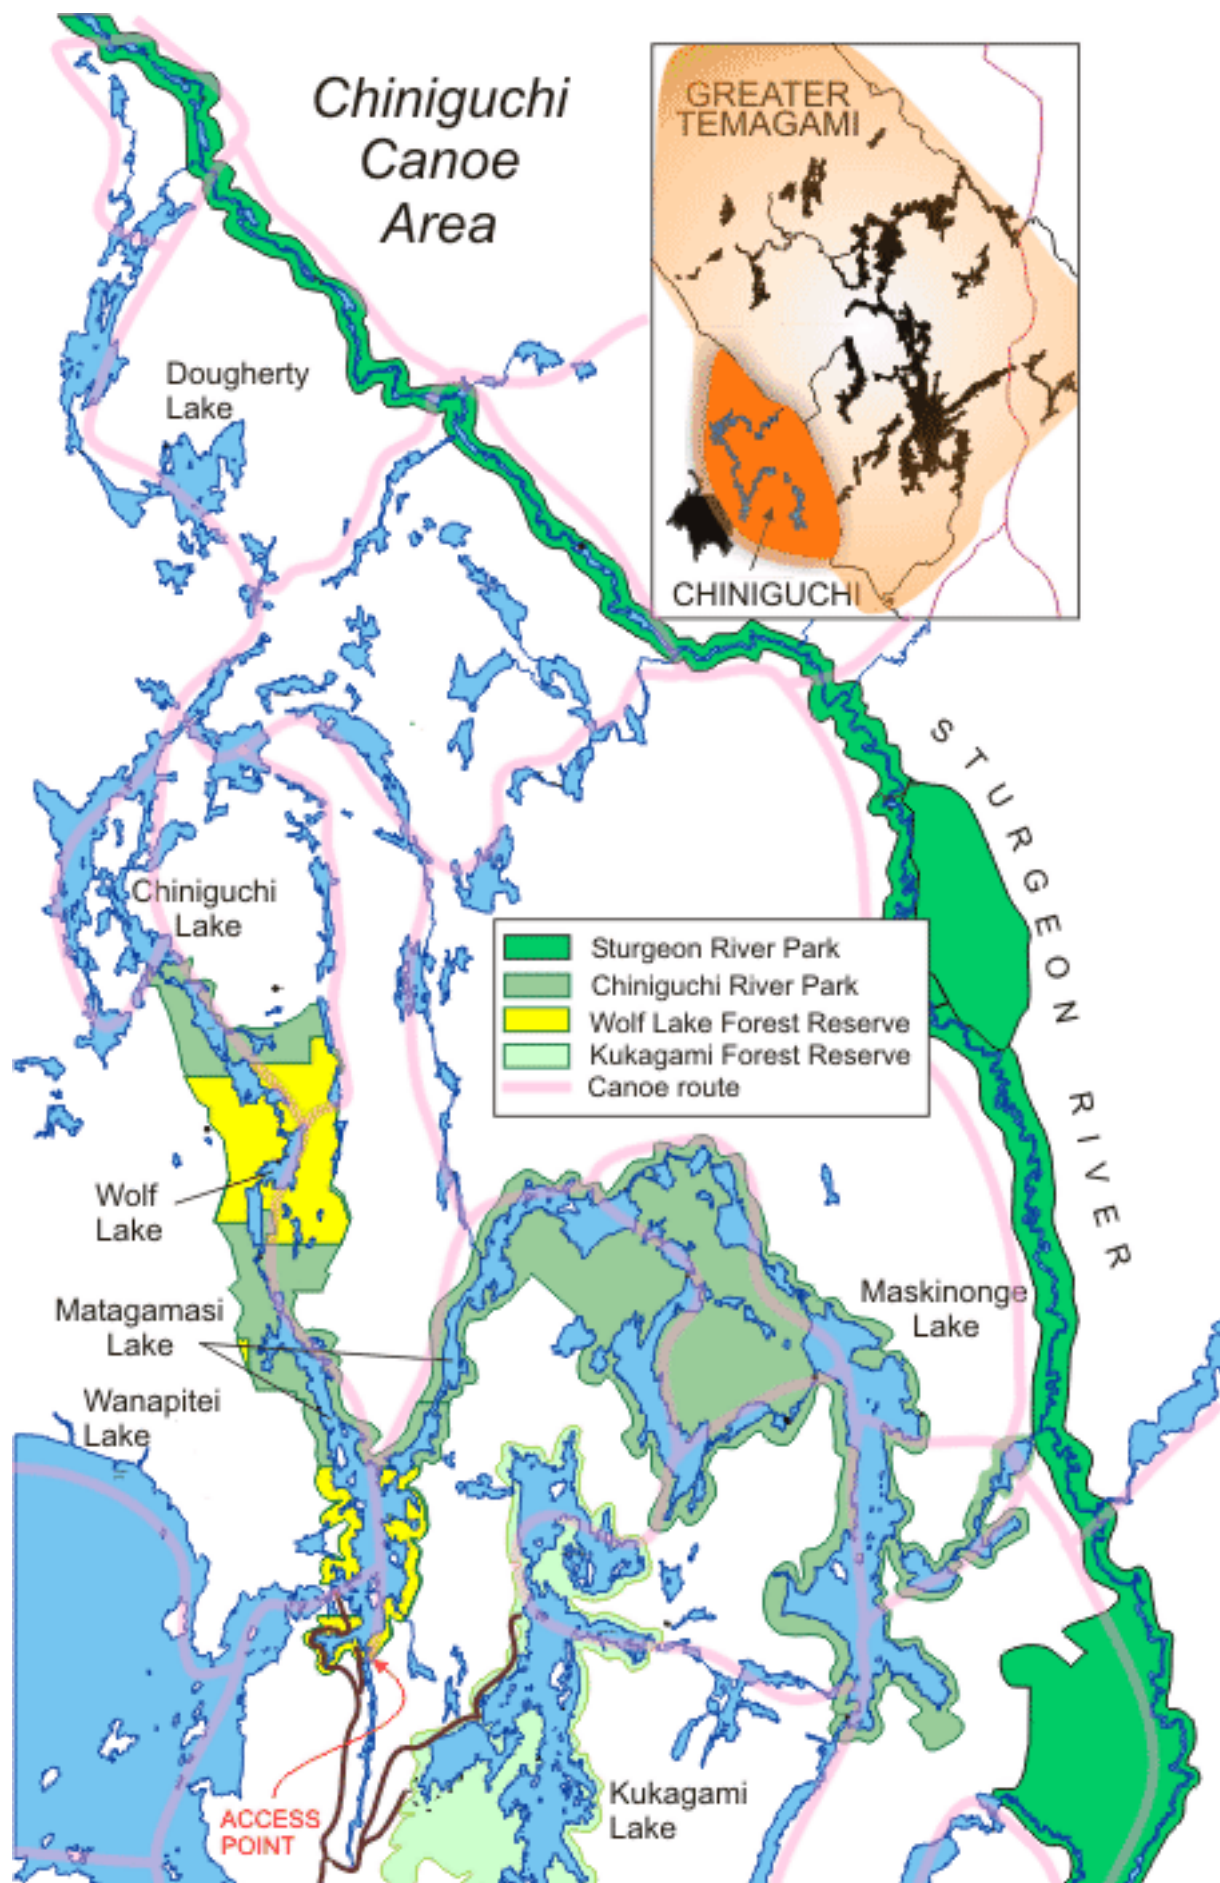 Chiniguchi
Canoe
Area
GREATER
TEMAGAMI
CHINIGUCHI
Dougherty
Lake
STURGEON RIVER
Chiniguchi
Lake
Sturgeon River Park
Chiniguchi River Park
Wolf Lake Forest Reserve
Kukagami Forest Reserve
Canoe route
Wolf
Lake
Matagamasi
Lake
Maskinonge
Lake
Wanapitei
Lake
Kukagami
Lake
ACCESS
POINT